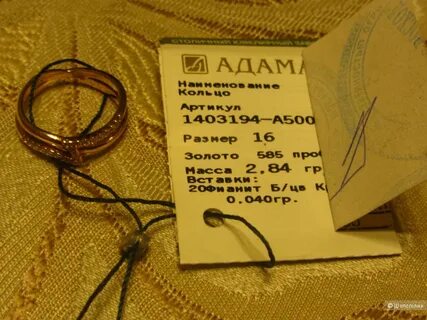 СТОЛИЧНЫЙ ЮВЕЛИРНЫЙ
АДАМА
Наименование
Кольцо
Артикул
1403194-А500
Размер 16
Золото 585 проб
Масса 2,84 гр
Вставки:
20Фианит Б/цв К
0.040гр.